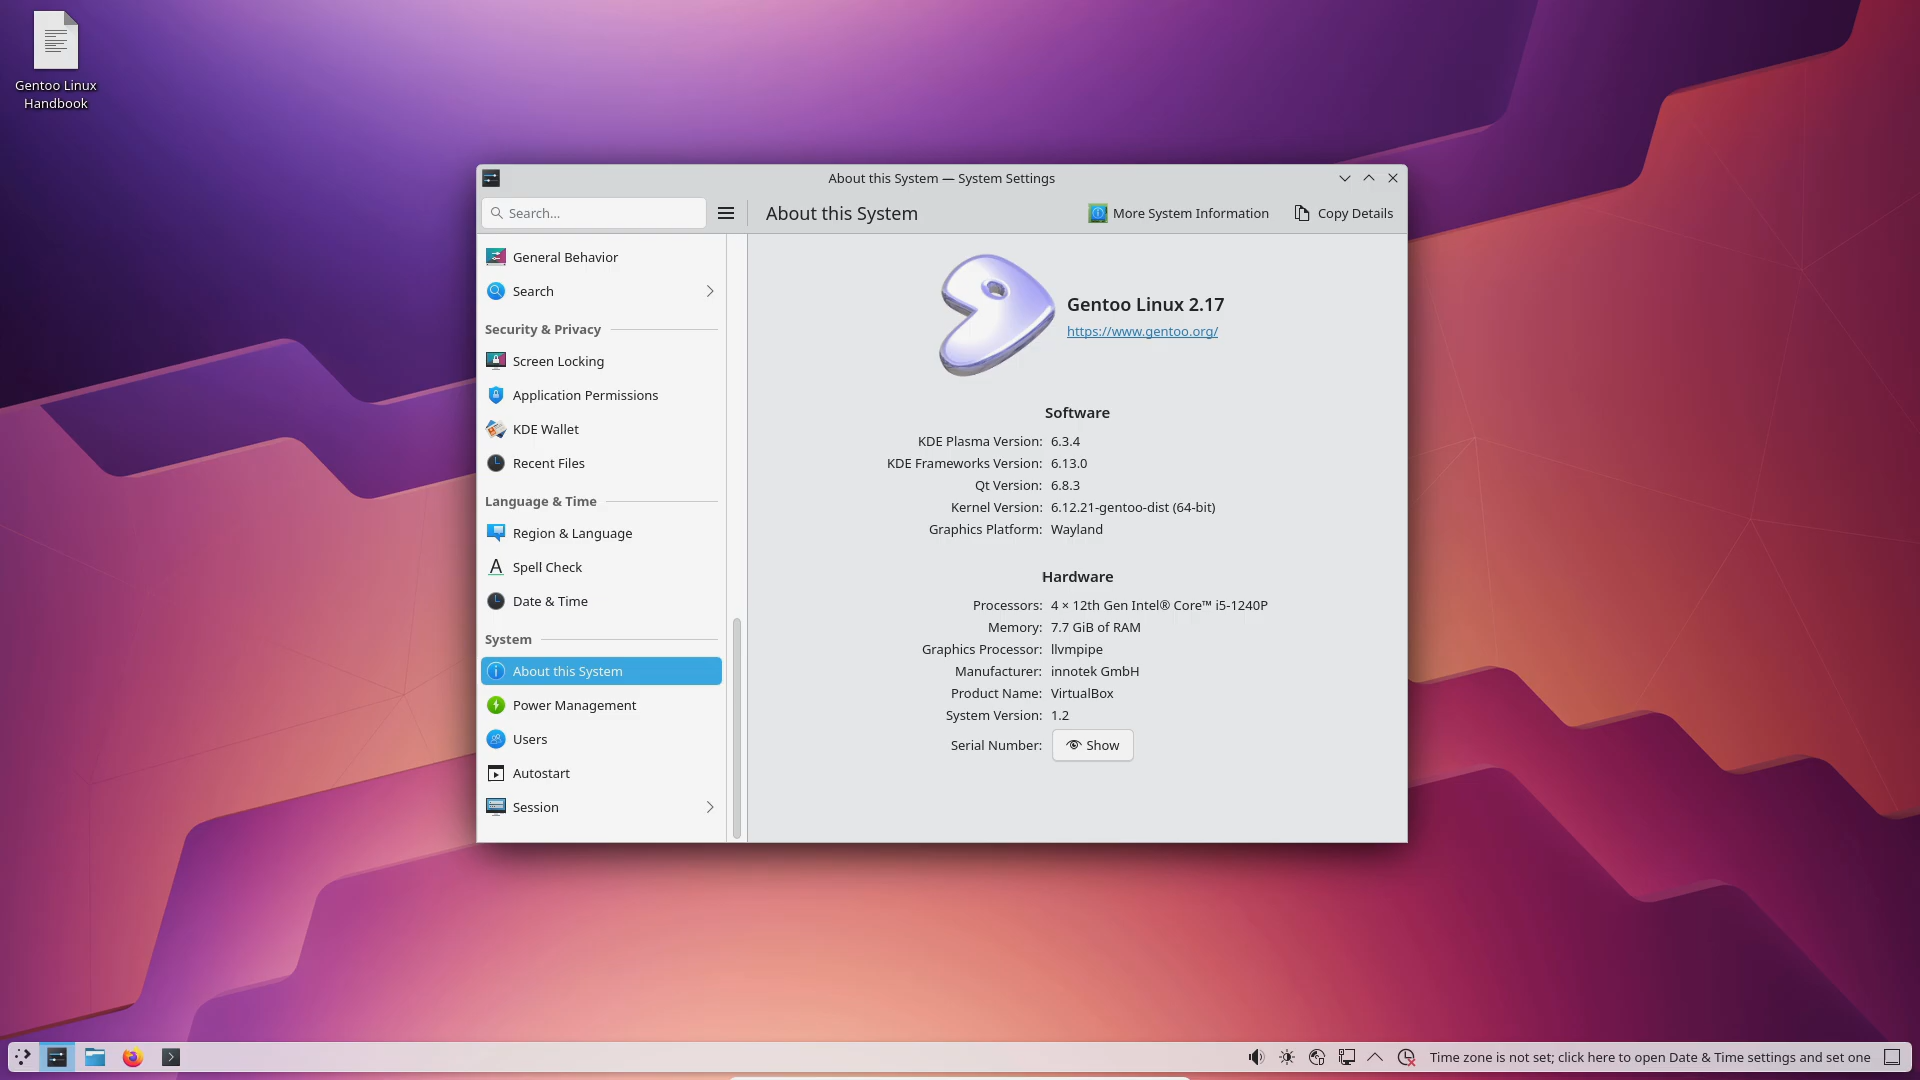 Gentoo Linux
Handbook
About this System — System Settings
Search...
About this System
More System Information
Copy Details
General Behavior
Search
Security & Privacy
Screen Locking
Application Permissions
KDE Wallet
Recent Files
Language & Time
Region & Language
Spell Check
Date & Time
System
About this System
Power Management
Users
Autostart
Session
Gentoo Linux 2.17
https://www.gentoo.org/
Software
KDE Plasma Version: 6.3.4
KDE Frameworks Version: 6.13.0
Qt Version: 6.8.3
Kernel Version: 6.12.21-gentoo-dist (64-bit)
Graphics Platform: Wayland
Hardware
Processors: 4 × 12th Gen Intel® Core™ i5-1240P
Memory: 7.7 GiB of RAM
Graphics Processor: llvmpipe
Manufacturer: innotek GmbH
Product Name: VirtualBox
System Version: 1.2
Serial Number: Show
Time zone is not set; click here to open Date & Time settings and set one